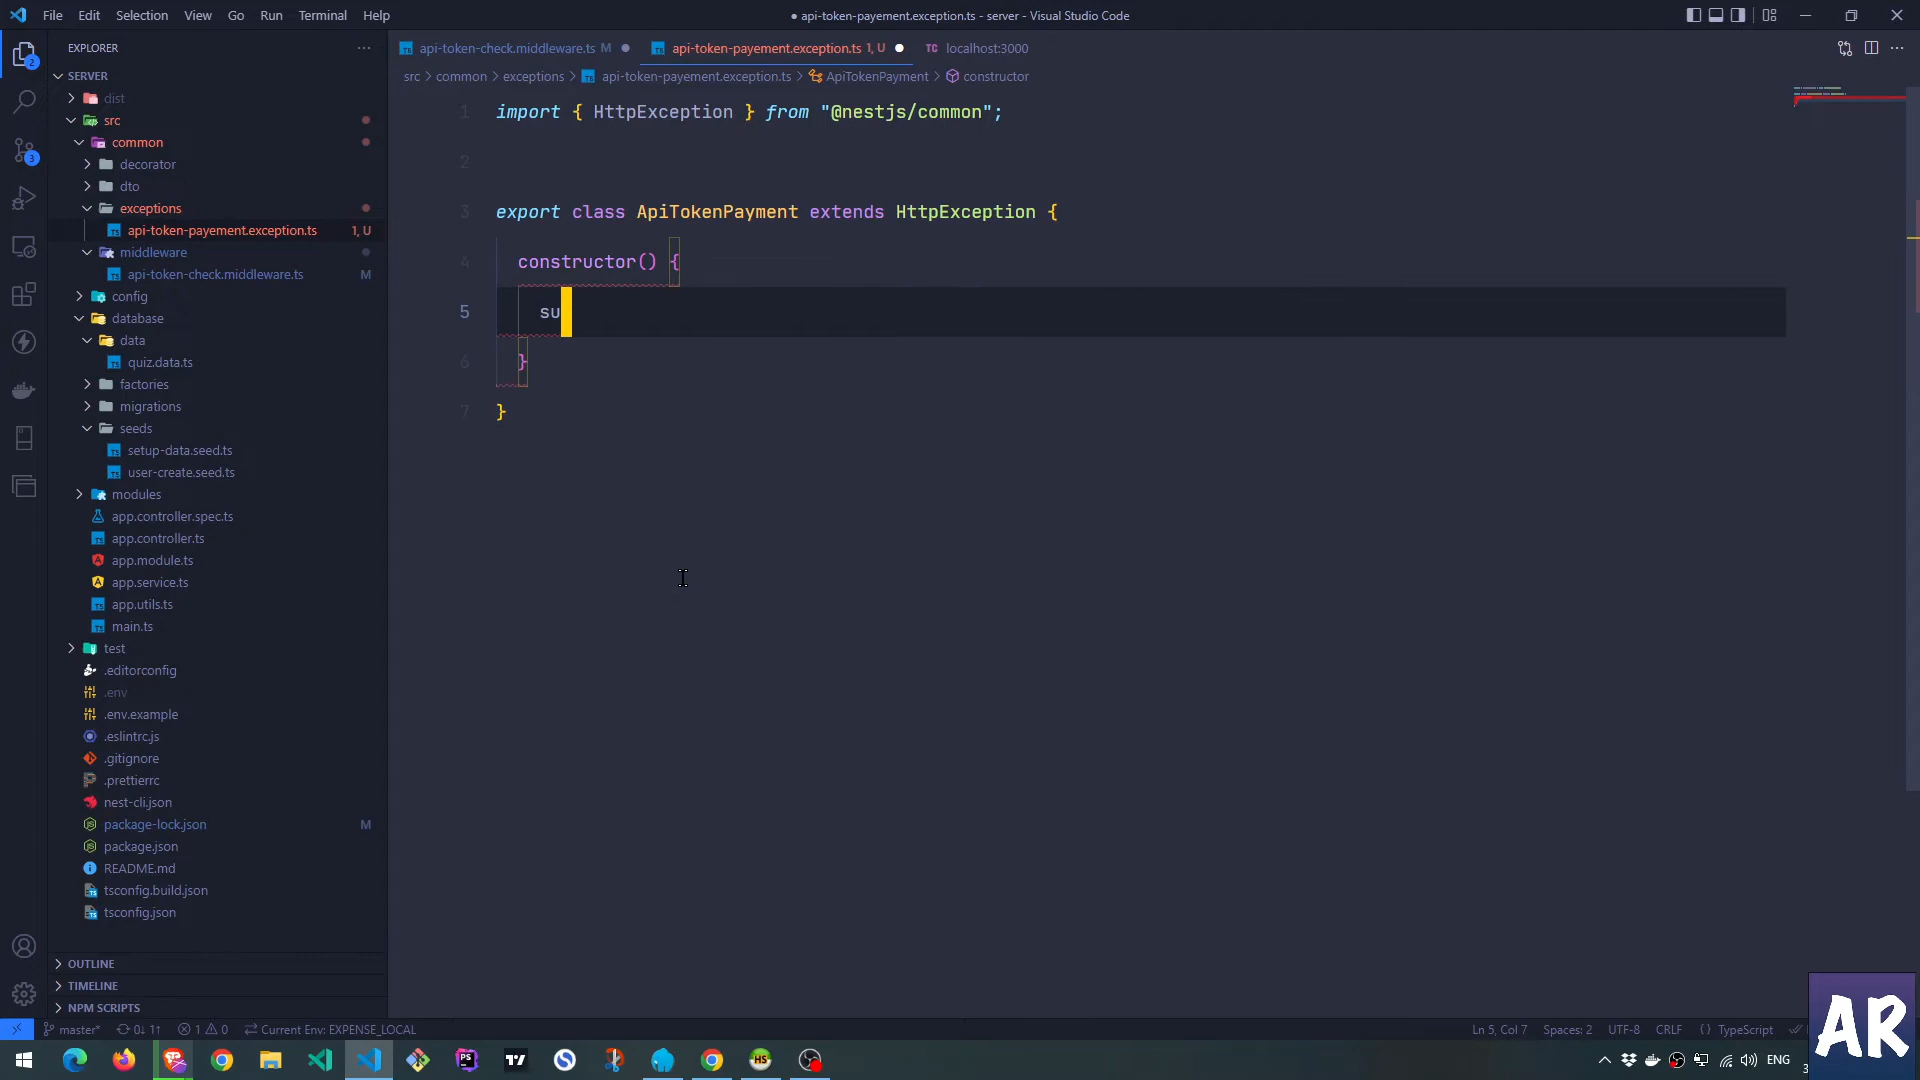 File Edit Selection View Go Run Terminal Help
● api-token-payement.exception.ts - server - Visual Studio Code
EXPLORER
api-token-check.middleware.ts M
api-token-payement.exception.ts 1, U
TC localhost:3000
src > common > exceptions > api-token-payement.exception.ts > ApiTokenPayment > constructor
SERVER
dist
src
common
decorator
dto
exceptions
api-token-payement.exception.ts 1, U
middleware
api-token-check.middleware.ts M
config
database
data
quiz.data.ts
factories
migrations
seeds
setup-data.seed.ts
user-create.seed.ts
modules
app.controller.spec.ts
app.controller.ts
app.module.ts
app.service.ts
app.utils.ts
main.ts
test
.editorconfig
.env
.env.example
.eslintrc.js
.gitignore
.prettierrc
nest-cli.json
package-lock.json M
package.json
README.md
tsconfig.build.json
tsconfig.json
OUTLINE
TIMELINE
NPM SCRIPTS
1 import { HttpException } from "@nestjs/common";
2
3 export class ApiTokenPayment extends HttpException {
4 constructor() {
5 su
6 }
7 }
2
3
master* 0↓ 1↑ 1 0 Current Env: EXPENSE_LOCAL
Ln 5, Col 7 Spaces: 2 UTF-8 CRLF { } TypeScript
PS
HS
ENG
AR